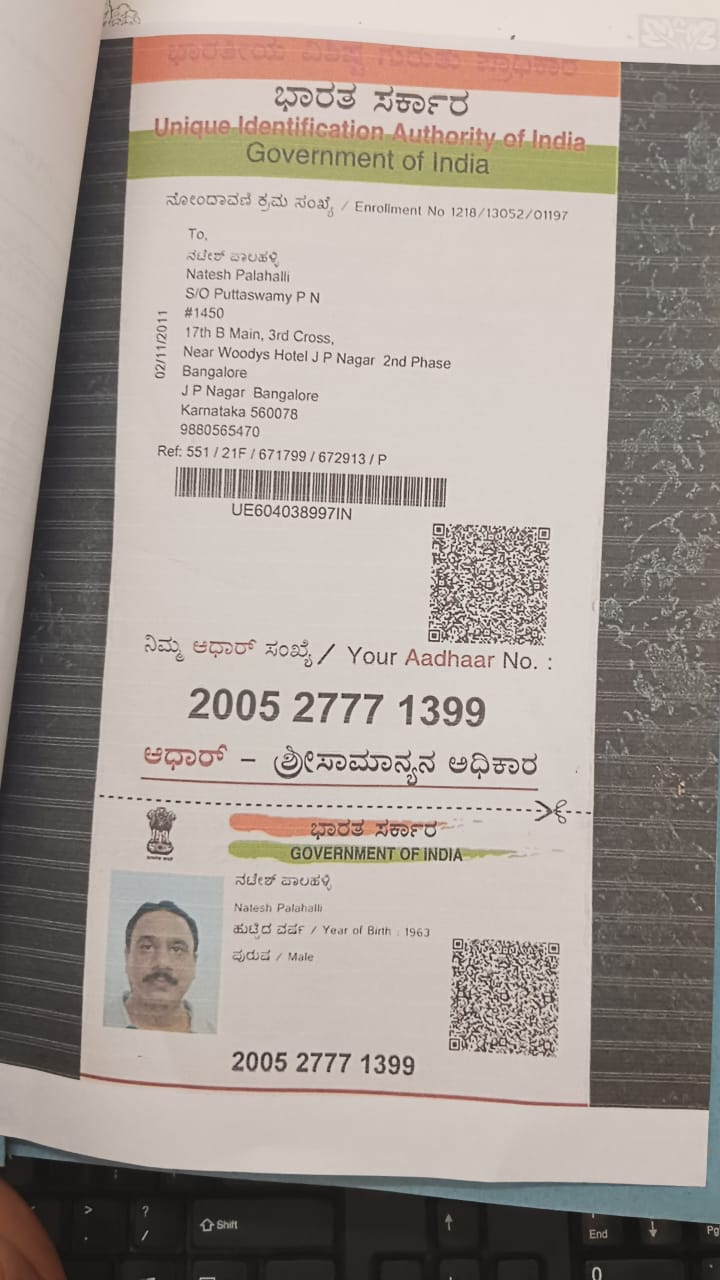 ಭಾರತೀಯ ವಿಶಿಷ್ಟ ಗುರುತು ಪ್ರಾಧಿಕಾರ
ಭಾರತ ಸರ್ಕಾರ
Unique Identification Authority of India
Government of India
ನೋಂದಾವಣಿ ಕ್ರಮ ಸಂಖ್ಯೆ / Enrollment No 1218/13052/01197
To,
ನಟೇಶ್ ಪಾಲಹಳ್ಳಿ
Natesh Palahalli
S/O Puttaswamy P N
#1450
17th B Main, 3rd Cross,
Near Woodys Hotel J P Nagar 2nd Phase
Bangalore
J P Nagar Bangalore
Karnataka 560078
9880565470
02/11/2011
Ref: 551 / 21F / 671799 / 672913 / P
UE604038997IN
ನಿಮ್ಮ ಆಧಾರ್ ಸಂಖ್ಯೆ / Your Aadhaar No. :
2005 2777 1399
ಆಧಾರ್ – ಶ್ರೀಸಾಮಾನ್ಯನ ಅಧಿಕಾರ
ಭಾರತ ಸರ್ಕಾರ
GOVERNMENT OF INDIA
ನಟೇಶ್ ಪಾಲಹಳ್ಳಿ
Natesh Palahalli
ಹುಟ್ಟಿದ ವರ್ಷ / Year of Birth : 1963
ಪುರುಷ / Male
2005 2777 1399
> ? Shift ↑ End ↓
. / 0